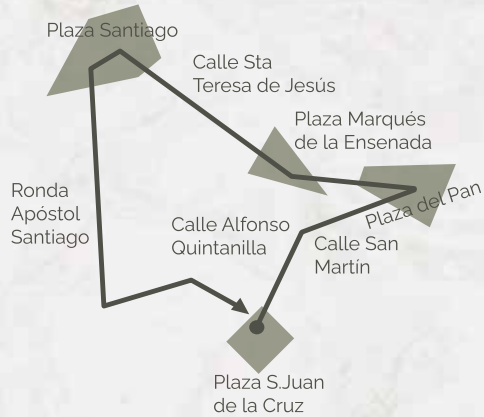 Plaza Santiago
Calle Sta
Teresa de Jesús
Plaza Marqués
de la Ensenada
Ronda
Apóstol
Santiago
Plaza del Pan
Calle Alfonso
Quintanilla
Calle San
Martín
Plaza S.Juan
de la Cruz